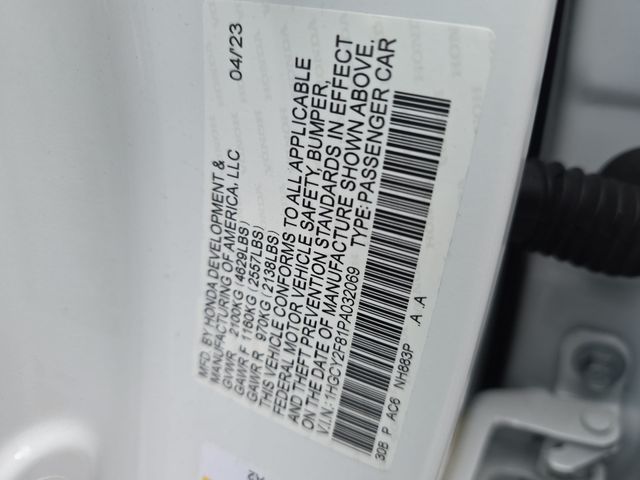 MFD. BY HONDA DEVELOPMENT & 04/23
MANUFACTURING OF AMERICA, LLC
GVWR 2100KG (4629LBS)
GAWR F 1160KG (2557LBS)
GAWR R 970KG (2138LBS)
THIS VEHICLE CONFORMS TO ALL APPLICABLE
FEDERAL MOTOR VEHICLE SAFETY, BUMPER,
AND THEFT PREVENTION STANDARDS IN EFFECT
ON THE DATE OF MANUFACTURE SHOWN ABOVE.
V.I.N.: 1HGCY2F81PA032069 TYPE: PASSENGER CAR
30B P AC6 NH883P .A .A